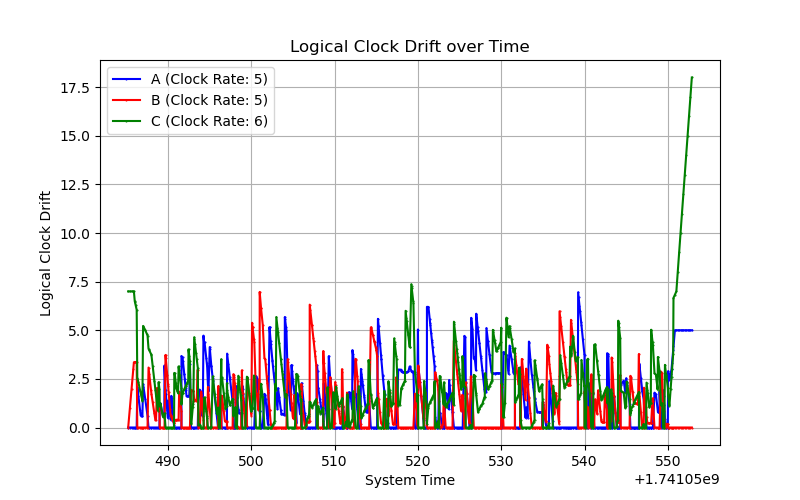 Logical Clock Drift over Time
A (Clock Rate: 5)
B (Clock Rate: 5)
C (Clock Rate: 6)
Logical Clock Drift
17.5
15.0
12.5
10.0
7.5
5.0
2.5
0.0
490 500 510 520 530 540 550
System Time
+1.74105e9